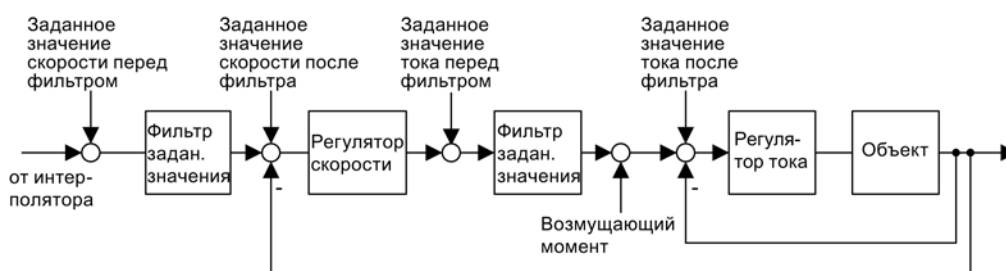 Заданное
значение
скорости перед
фильтром
Заданное
значение
скорости после
фильтра
Заданное
значение
тока перед
фильтром
Заданное
значение
тока после
фильтра
Фильтр
задан.
значения
Регулятор
скорости
Фильтр
задан.
значения
Регуля-
тор тока
Объект
от интер-
полятора
-
Возмущающий
момент
-